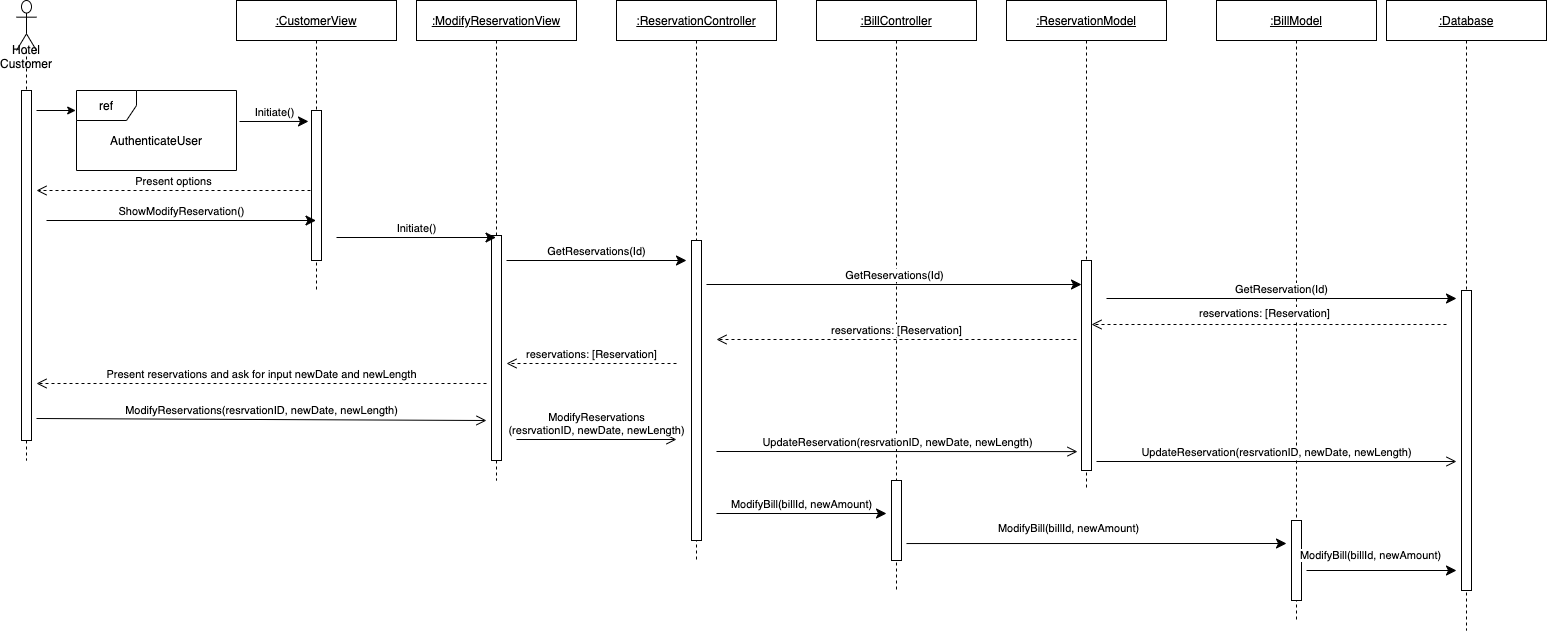 :CustomerView
:ModifyReservationView
:ReservationController
:BillController
:ReservationModel
:BillModel
:Database
Hotel
Customer
ref
AuthenticateUser
Initiate()
Present options
ShowModifyReservation()
Initiate()
GetReservations(Id)
GetReservations(Id)
GetReservation(Id)
reservations: [Reservation]
reservations: [Reservation]
reservations: [Reservation]
Present reservations and ask for input newDate and newLength
ModifyReservations(resrvationID, newDate, newLength)
ModifyReservations
(resrvationID, newDate, newLength)
UpdateReservation(resrvationID, newDate, newLength)
UpdateReservation(resrvationID, newDate, newLength)
ModifyBill(billId, newAmount)
ModifyBill(billId, newAmount)
ModifyBill(billId, newAmount)